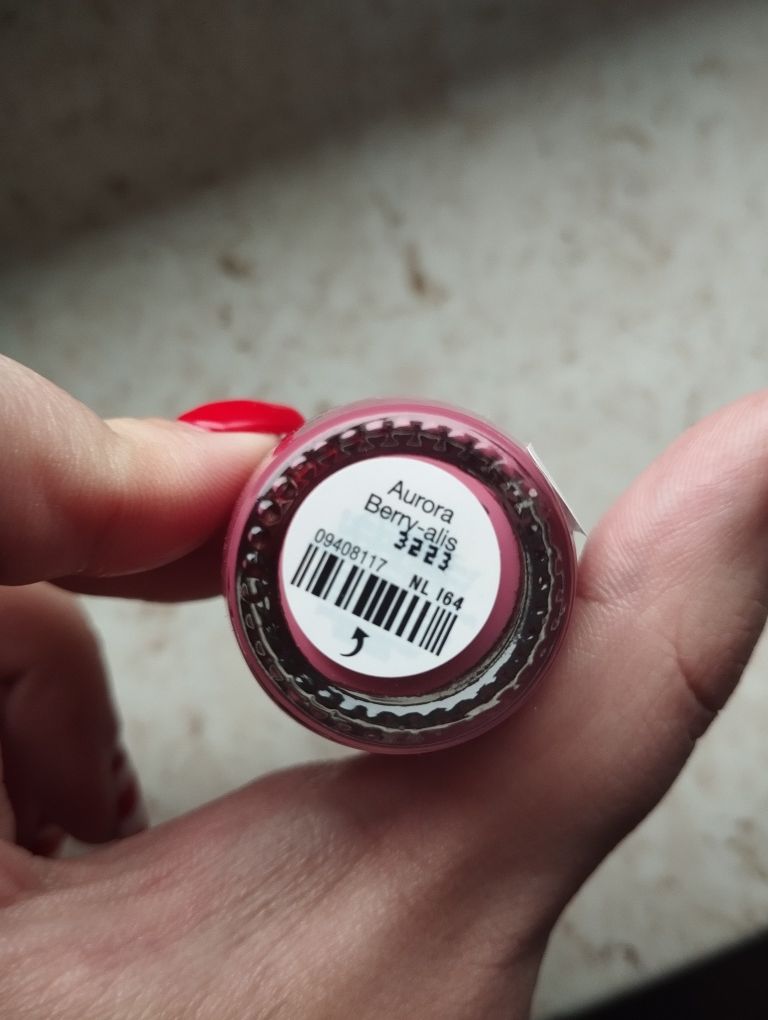 Aurora
Berry-alis
3223
09408117 NL I64